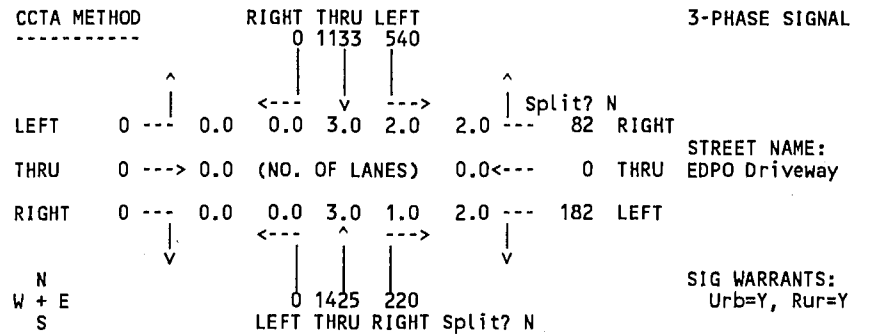 CCTA METHOD RIGHT THRU LEFT 3-PHASE SIGNAL
----------- 0 1133 540
^ ^
<--- v ---> Split? N
LEFT 0 --- 0.0 0.0 3.0 2.0 2.0 --- 82 RIGHT
STREET NAME:
THRU 0 ---> 0.0 (NO. OF LANES) 0.0<--- 0 THRU EDPO Driveway
RIGHT 0 --- 0.0 0.0 3.0 1.0 2.0 --- 182 LEFT
<--- ^ --->
v v
N SIG WARRANTS:
W + E 0 1425 220 Urb=Y, Rur=Y
S LEFT THRU RIGHT Split? N